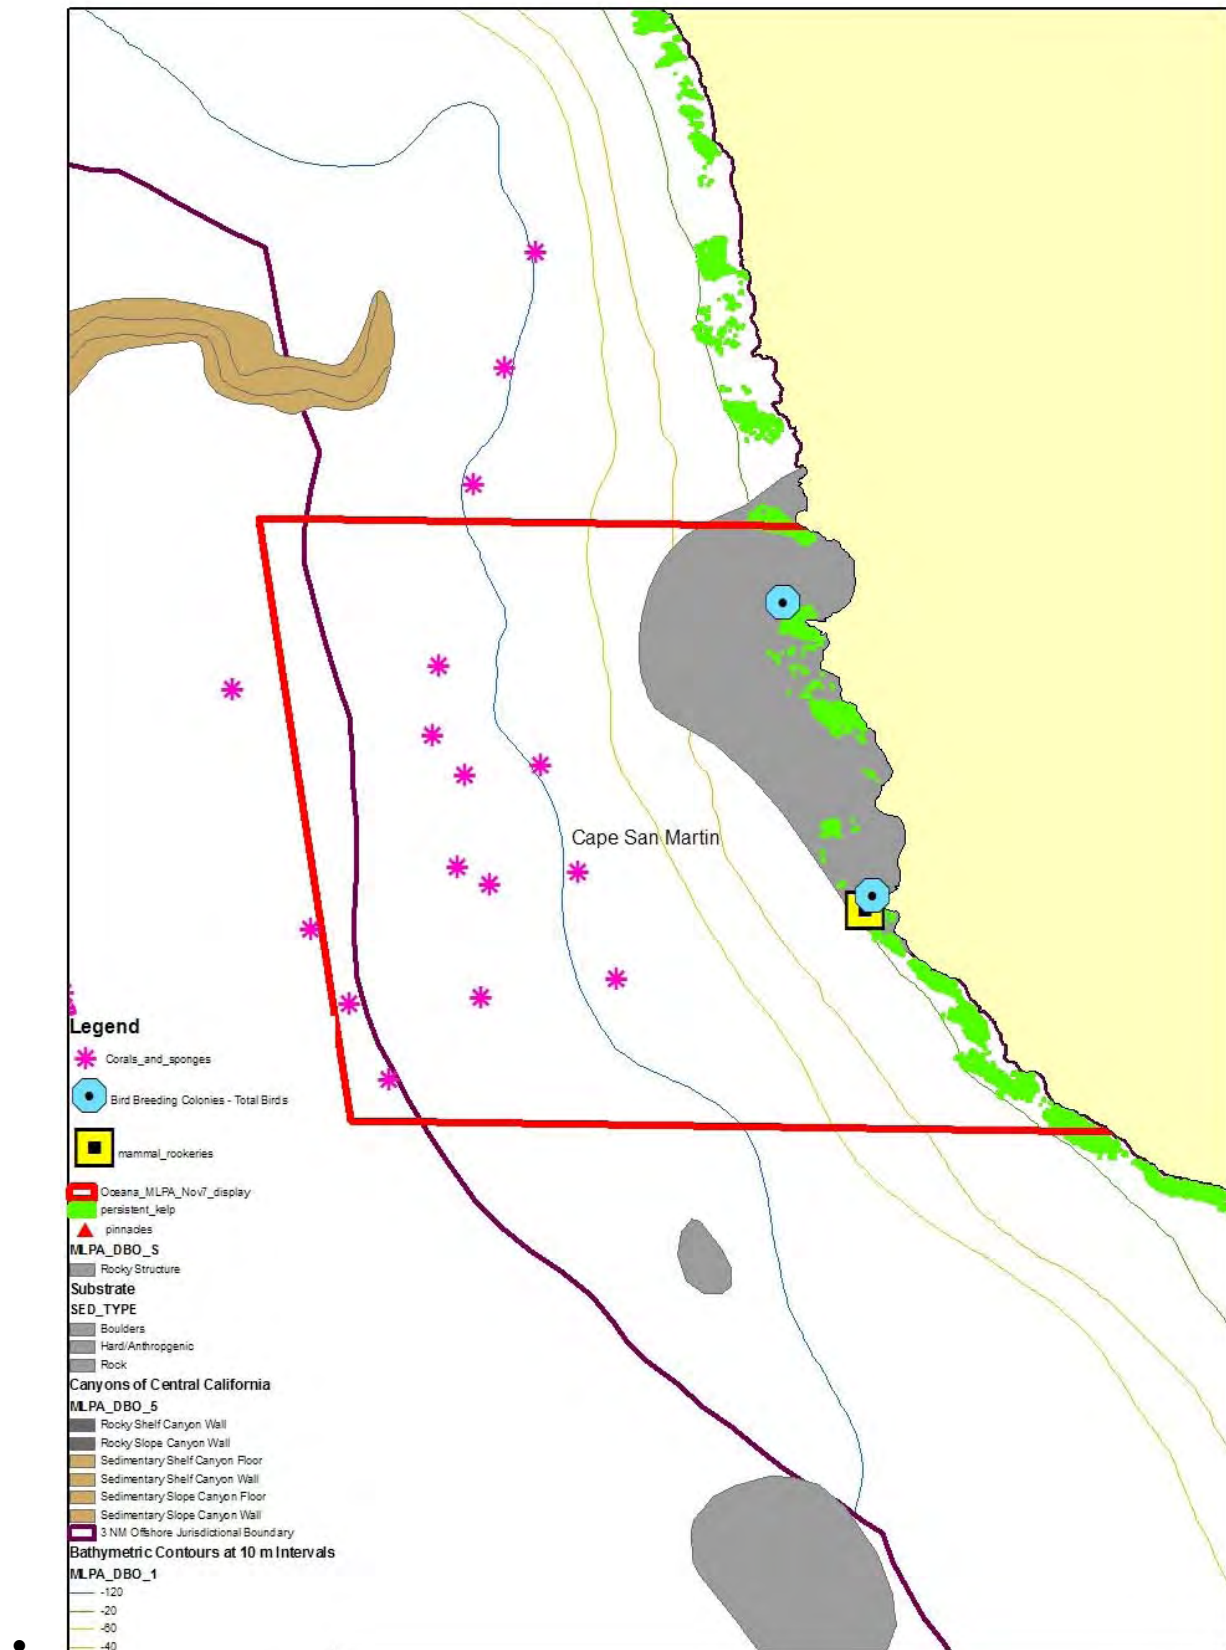 Cape San Martin
Legend
Corals_and_sponges
Bird Breeding Colonies - Total Birds
mammal_rookeries
Oceana_MLPA_Nov7_display
persistent_kelp
pinnacles
MLPA_DBO_S
Rocky Structure
Substrate
SED_TYPE
Boulders
Hard/Anthropgenic
Rock
Canyons of Central California
MLPA_DBO_5
Rocky Shelf Canyon Wall
Rocky Slope Canyon Wall
Sedimentary Shelf Canyon Floor
Sedimentary Shelf Canyon Wall
Sedimentary Slope Canyon Floor
Sedimentary Slope Canyon Wall
3 NM Offshore Jurisdictional Boundary
Bathymetric Contours at 10 m Intervals
MLPA_DBO_1
-120
-20
-60
-40